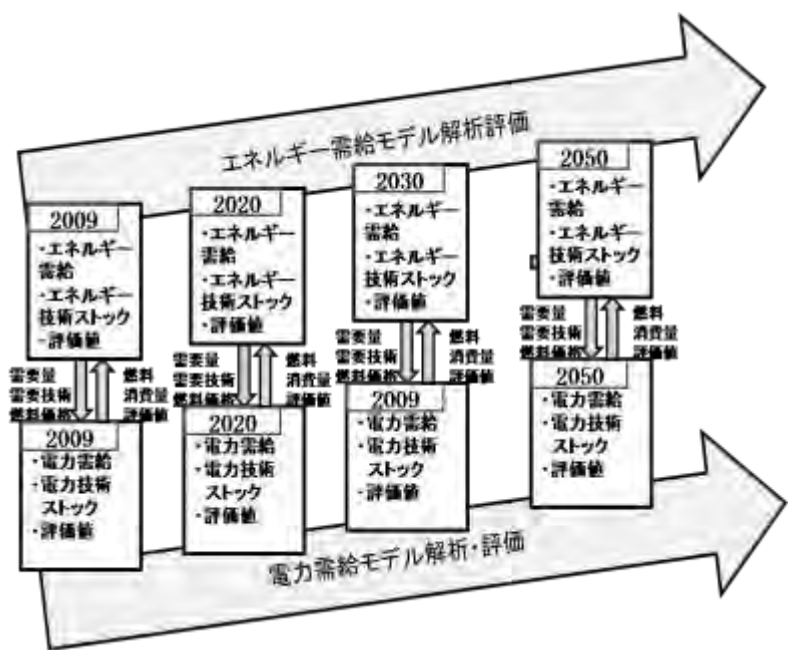 エネルギー需給モデル解析評価
2009
・エネルギー
需給
・エネルギー
技術ストック
・評価値
2020
・エネルギー
需給
・エネルギー
技術ストック
・評価値
2030
・エネルギー
需給
・エネルギー
技術ストック
・評価値
2050
・エネルギー
需給
・エネルギー
技術ストック
・評価値
需要量
需要技術
燃料価格
燃料
消費量
評価値
需要量
需要技術
燃料価格
燃料
消費量
評価値
需要量
需要技術
燃料価格
燃料
消費量
評価値
需要量
需要技術
燃料価格
燃料
消費量
評価値
2009
・電力需給
・電力技術
ストック
・評価値
2020
・電力需給
・電力技術
ストック
・評価値
2009
・電力需給
・電力技術
ストック
・評価値
2050
・電力需給
・電力技術
ストック
・評価値
電力需給モデル解析・評価